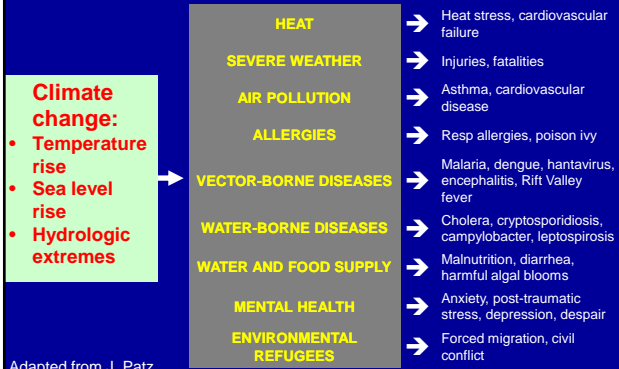 Climate
change:
• Temperature
rise
• Sea level
rise
• Hydrologic
extremes
HEAT
Heat stress, cardiovascular
failure
SEVERE WEATHER
Injuries, fatalities
AIR POLLUTION
Asthma, cardiovascular
disease
ALLERGIES
Resp allergies, poison ivy
VECTOR-BORNE DISEASES
Malaria, dengue, hantavirus,
encephalitis, Rift Valley
fever
WATER-BORNE DISEASES
Cholera, cryptosporidiosis,
campylobacter, leptospirosis
WATER AND FOOD SUPPLY
Malnutrition, diarrhea,
harmful algal blooms
MENTAL HEALTH
Anxiety, post-traumatic
stress, depression, despair
ENVIRONMENTAL
REFUGEES
Forced migration, civil
conflict
Adapted from J. Patz